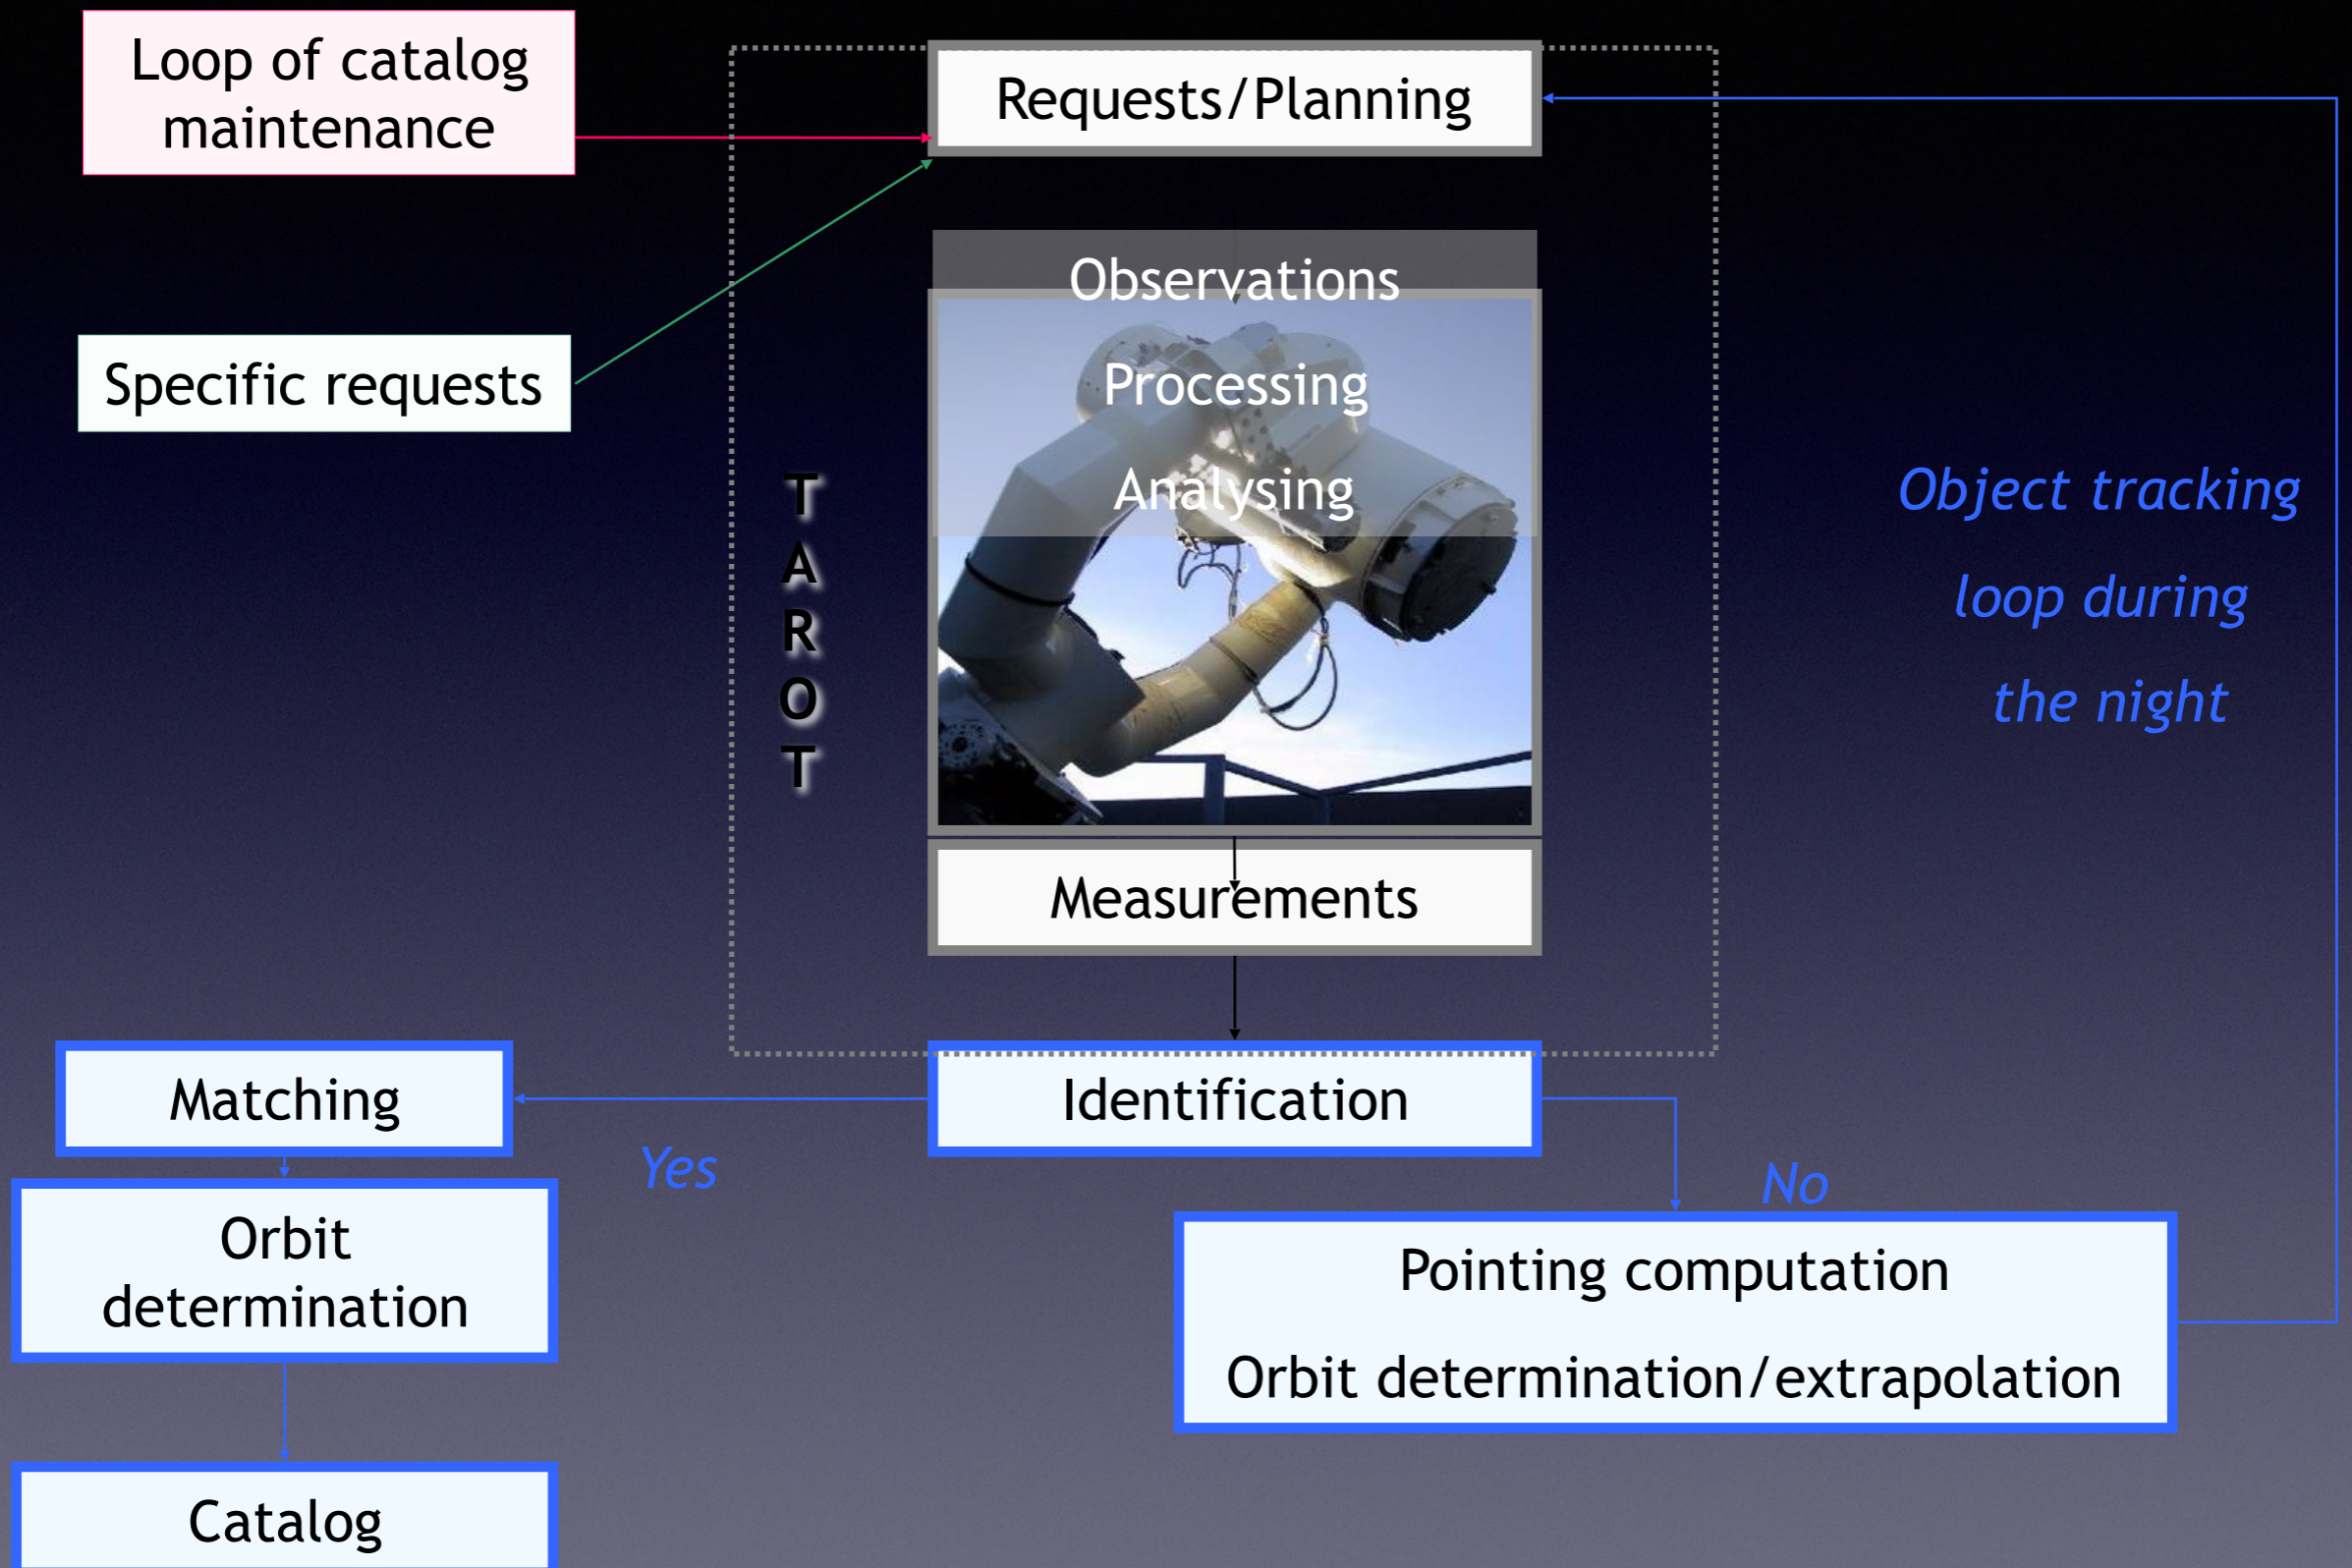 Loop of catalog
maintenance
Requests/Planning
Specific requests
Observations
Processing
Analysing
T
A
R
O
T
Object tracking
loop during
the night
Measurements
Matching
Identification
Yes
No
Orbit
determination
Pointing computation
Orbit determination/extrapolation
Catalog